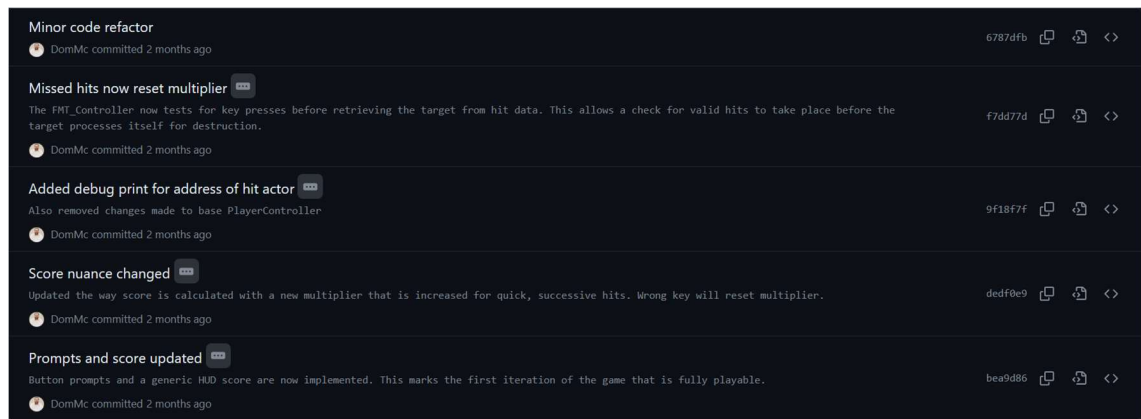 Minor code refactor
DomMc committed 2 months ago
6787dfb
Missed hits now reset multiplier
The FMT_Controller now tests for key presses before retrieving the target from hit data. This allows a check for valid hits to take place before the
target processes itself for destruction.
DomMc committed 2 months ago
f7dd77d
Added debug print for address of hit actor
Also removed changes made to base PlayerController
DomMc committed 2 months ago
9f18f7f
Score nuance changed
Updated the way score is calculated with a new multiplier that is increased for quick, successive hits. Wrong key will reset multiplier.
DomMc committed 2 months ago
dedf0e9
Prompts and score updated
Button prompts and a generic HUD score are now implemented. This marks the first iteration of the game that is fully playable.
DomMc committed 2 months ago
bea9d86